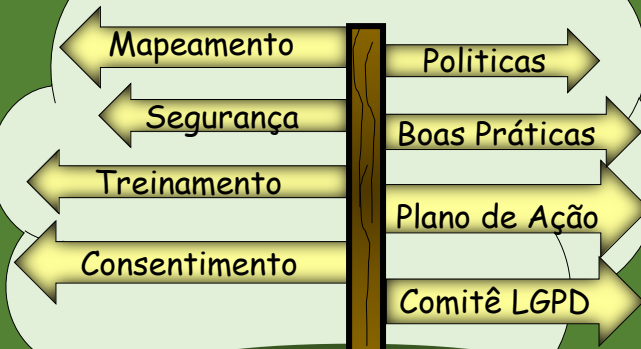 Mapeamento
Politicas
Segurança
Boas Práticas
Treinamento
Plano de Ação
Consentimento
Comitê LGPD